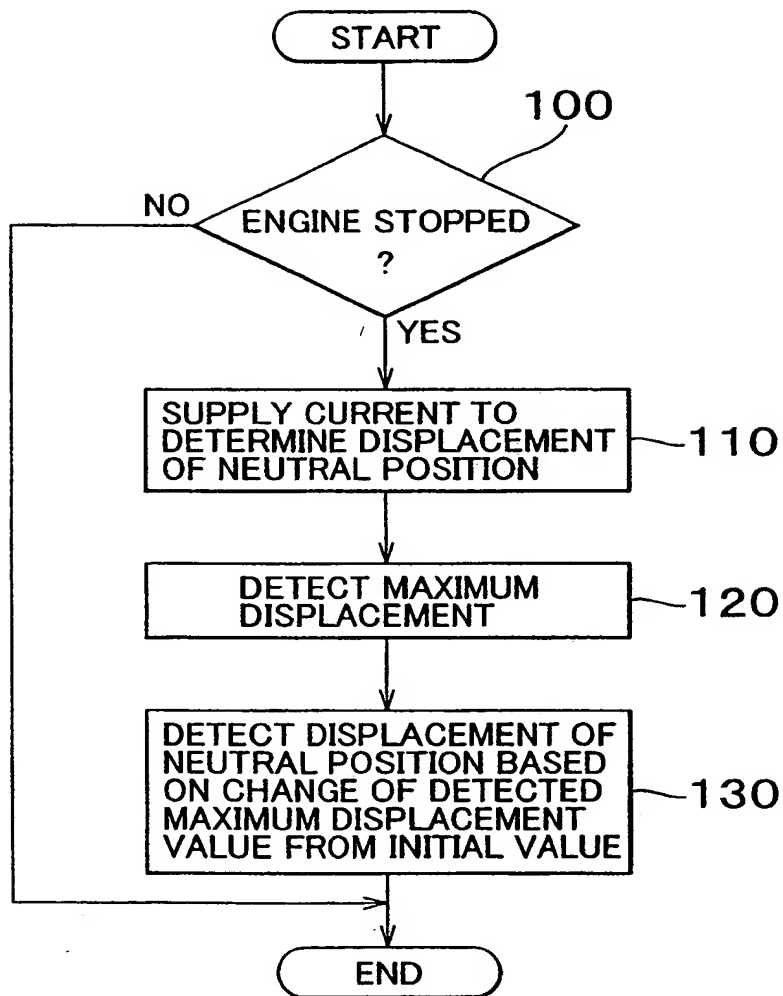 START
100
NO
ENGINE STOPPED
?
YES
SUPPLY CURRENT TO
DETERMINE DISPLACEMENT
OF NEUTRAL POSITION
110
DETECT MAXIMUM
DISPLACEMENT
120
DETECT DISPLACEMENT OF
NEUTRAL POSITION BASED
ON CHANGE OF DETECTED
MAXIMUM DISPLACEMENT
VALUE FROM INITIAL VALUE
130
END